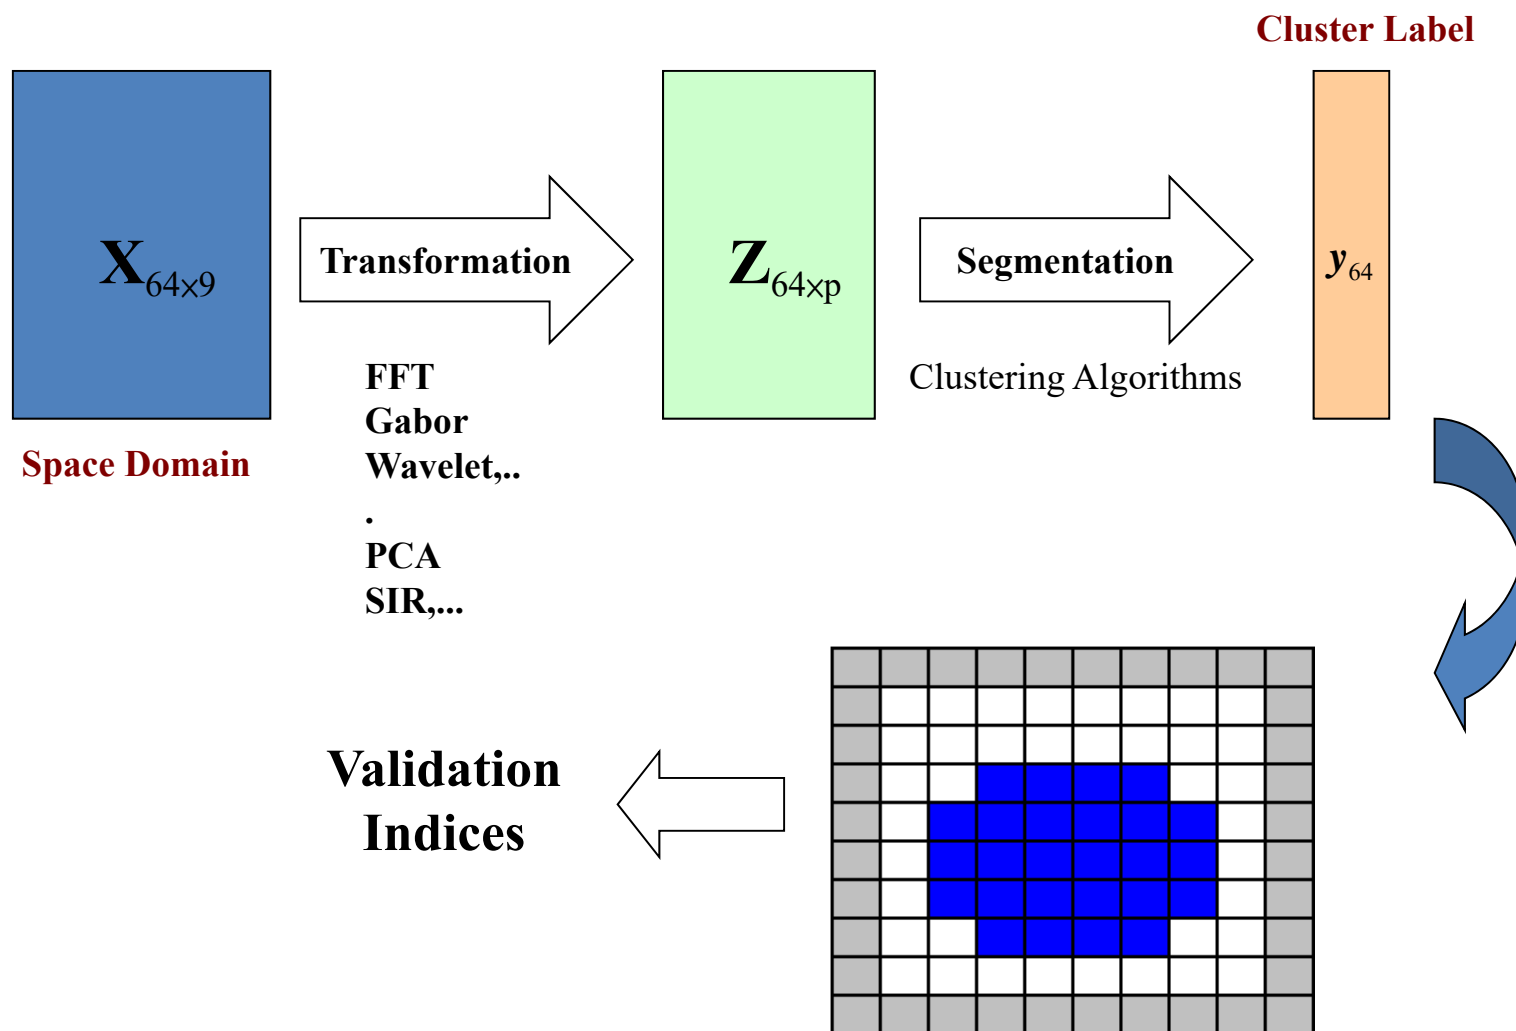 Cluster Label
X64×9
Transformation
Z64×p
Segmentation
y64
FFT
Gabor
Wavelet,..
.
PCA
SIR,...
Clustering Algorithms
Space Domain
Validation
Indices